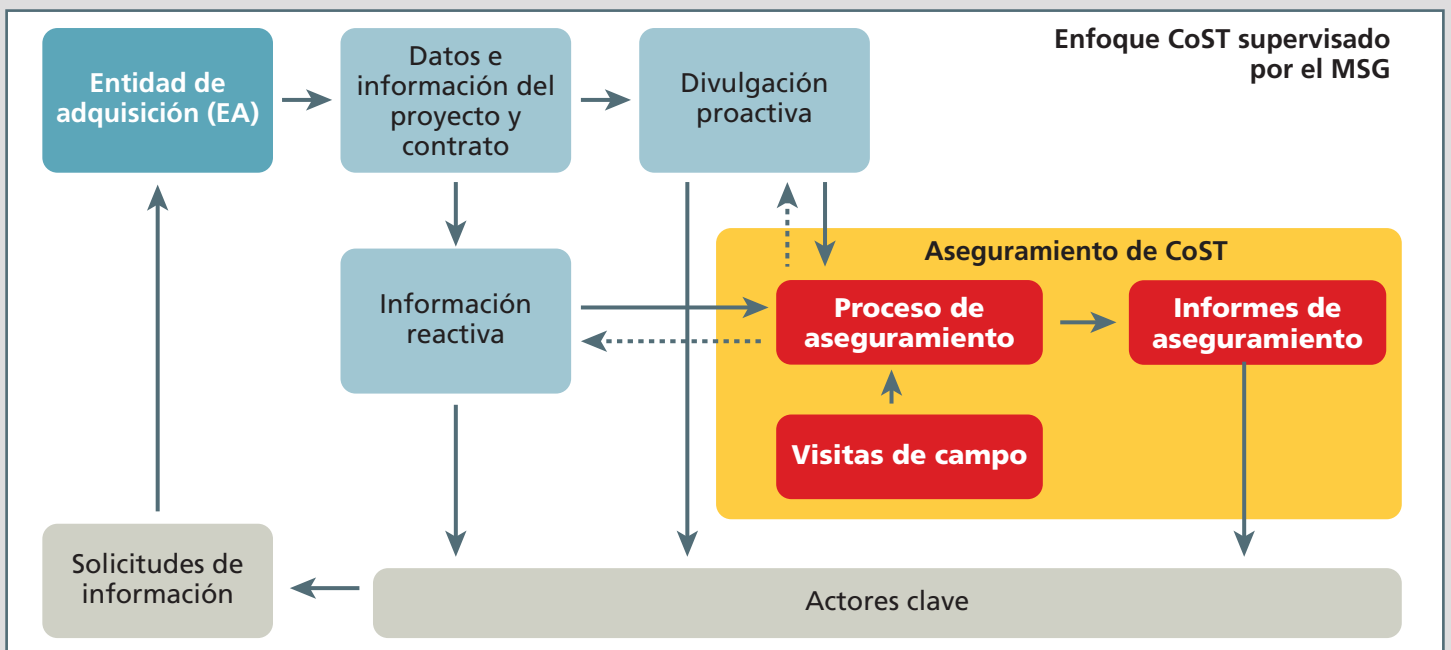 Enfoque CoST supervisado
por el MSG
Entidad de
adquisición (EA)
Datos e
información del
proyecto y
contrato
Divulgación
proactiva
Información
reactiva
Aseguramiento de CoST
Proceso de
aseguramiento
Informes de
aseguramiento
Visitas de campo
Solicitudes de
información
Actores clave